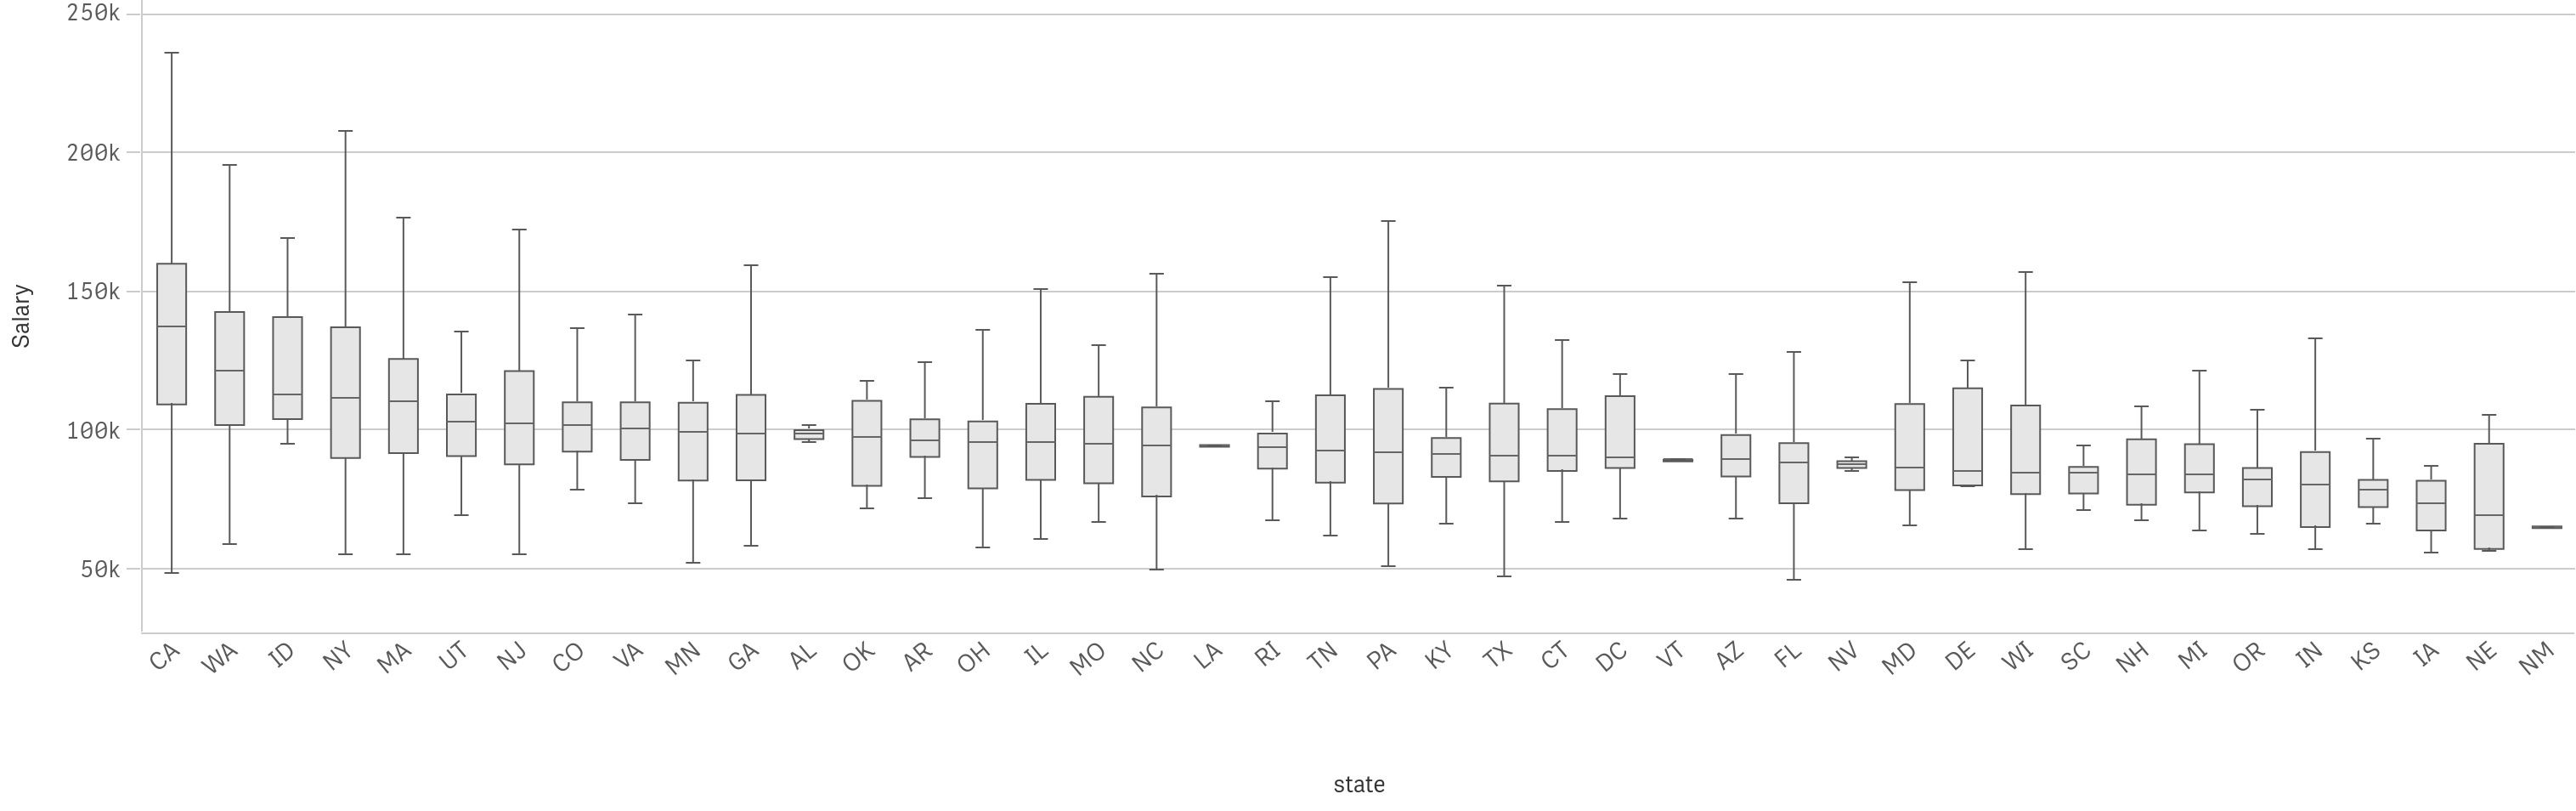 250k
200k
150k
100k
50k
Salary
CA WA ID NY MA UT NJ CO VA MN GA AL OK AR OH IL MO NC LA RI TN PA KY TX CT DC VT AZ FL NV MD DE WI SC NH MI OR IN KS IA NE NM
state